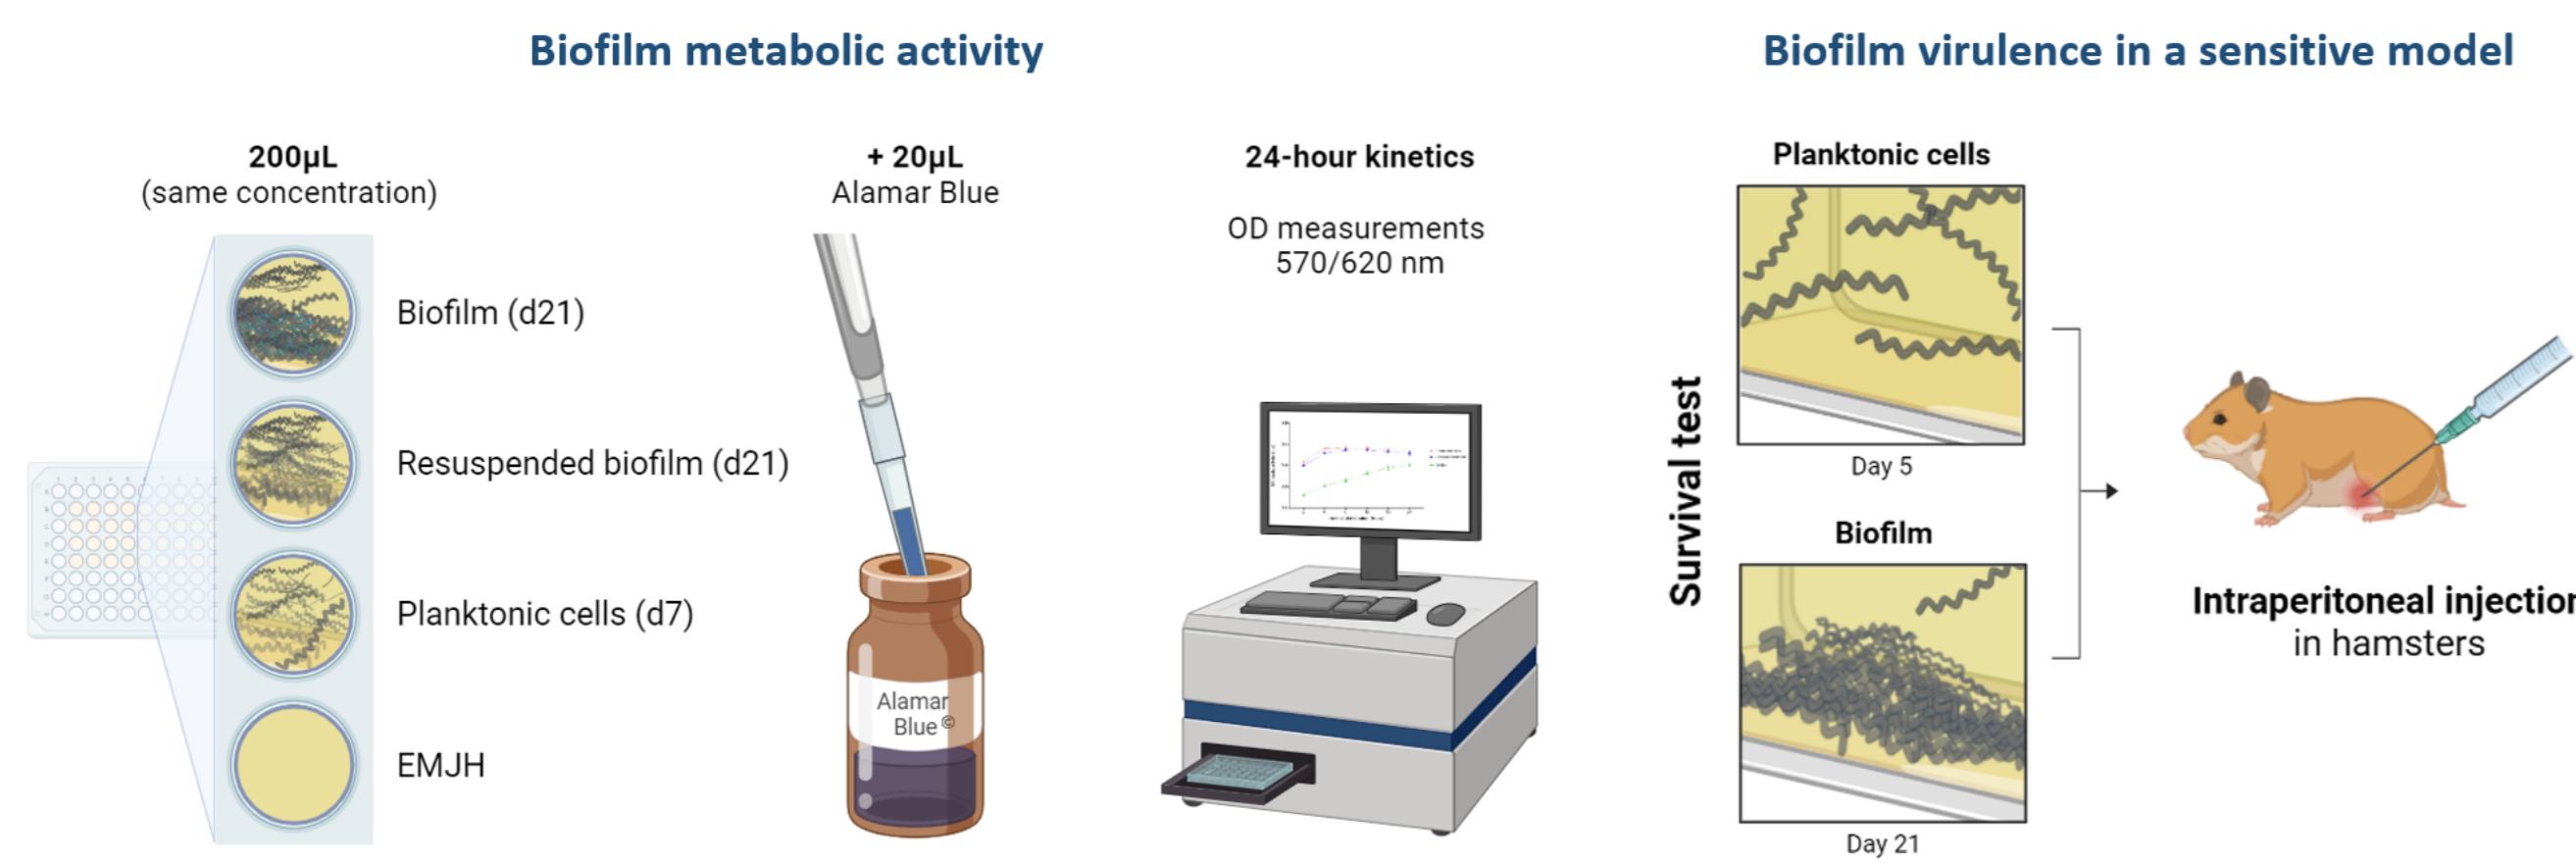 Biofilm metabolic activity
200µL
(same concentration)
Biofilm (d21)
Resuspended biofilm (d21)
Planktonic cells (d7)
EMJH
+ 20µL
Alamar Blue
Alamar
Blue©
24-hour kinetics
OD measurements
570/620 nm
Biofilm virulence in a sensitive model
Survival test
Planktonic cells
Day 5
Biofilm
Day 21
Intraperitoneal injection
in hamsters